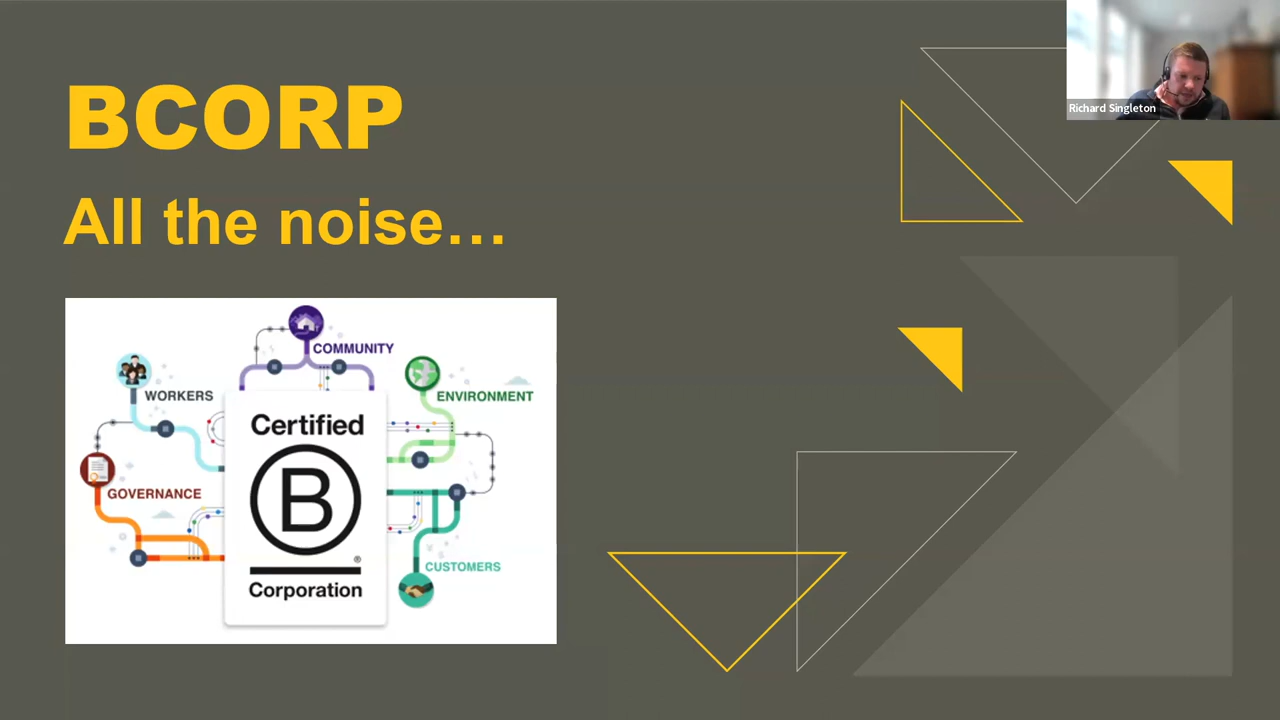 BCORP
All the noise...
Richard Singleton
COMMUNITY
WORKERS
ENVIRONMENT
Certified
B
GOVERNANCE
®
CUSTOMERS
Corporation